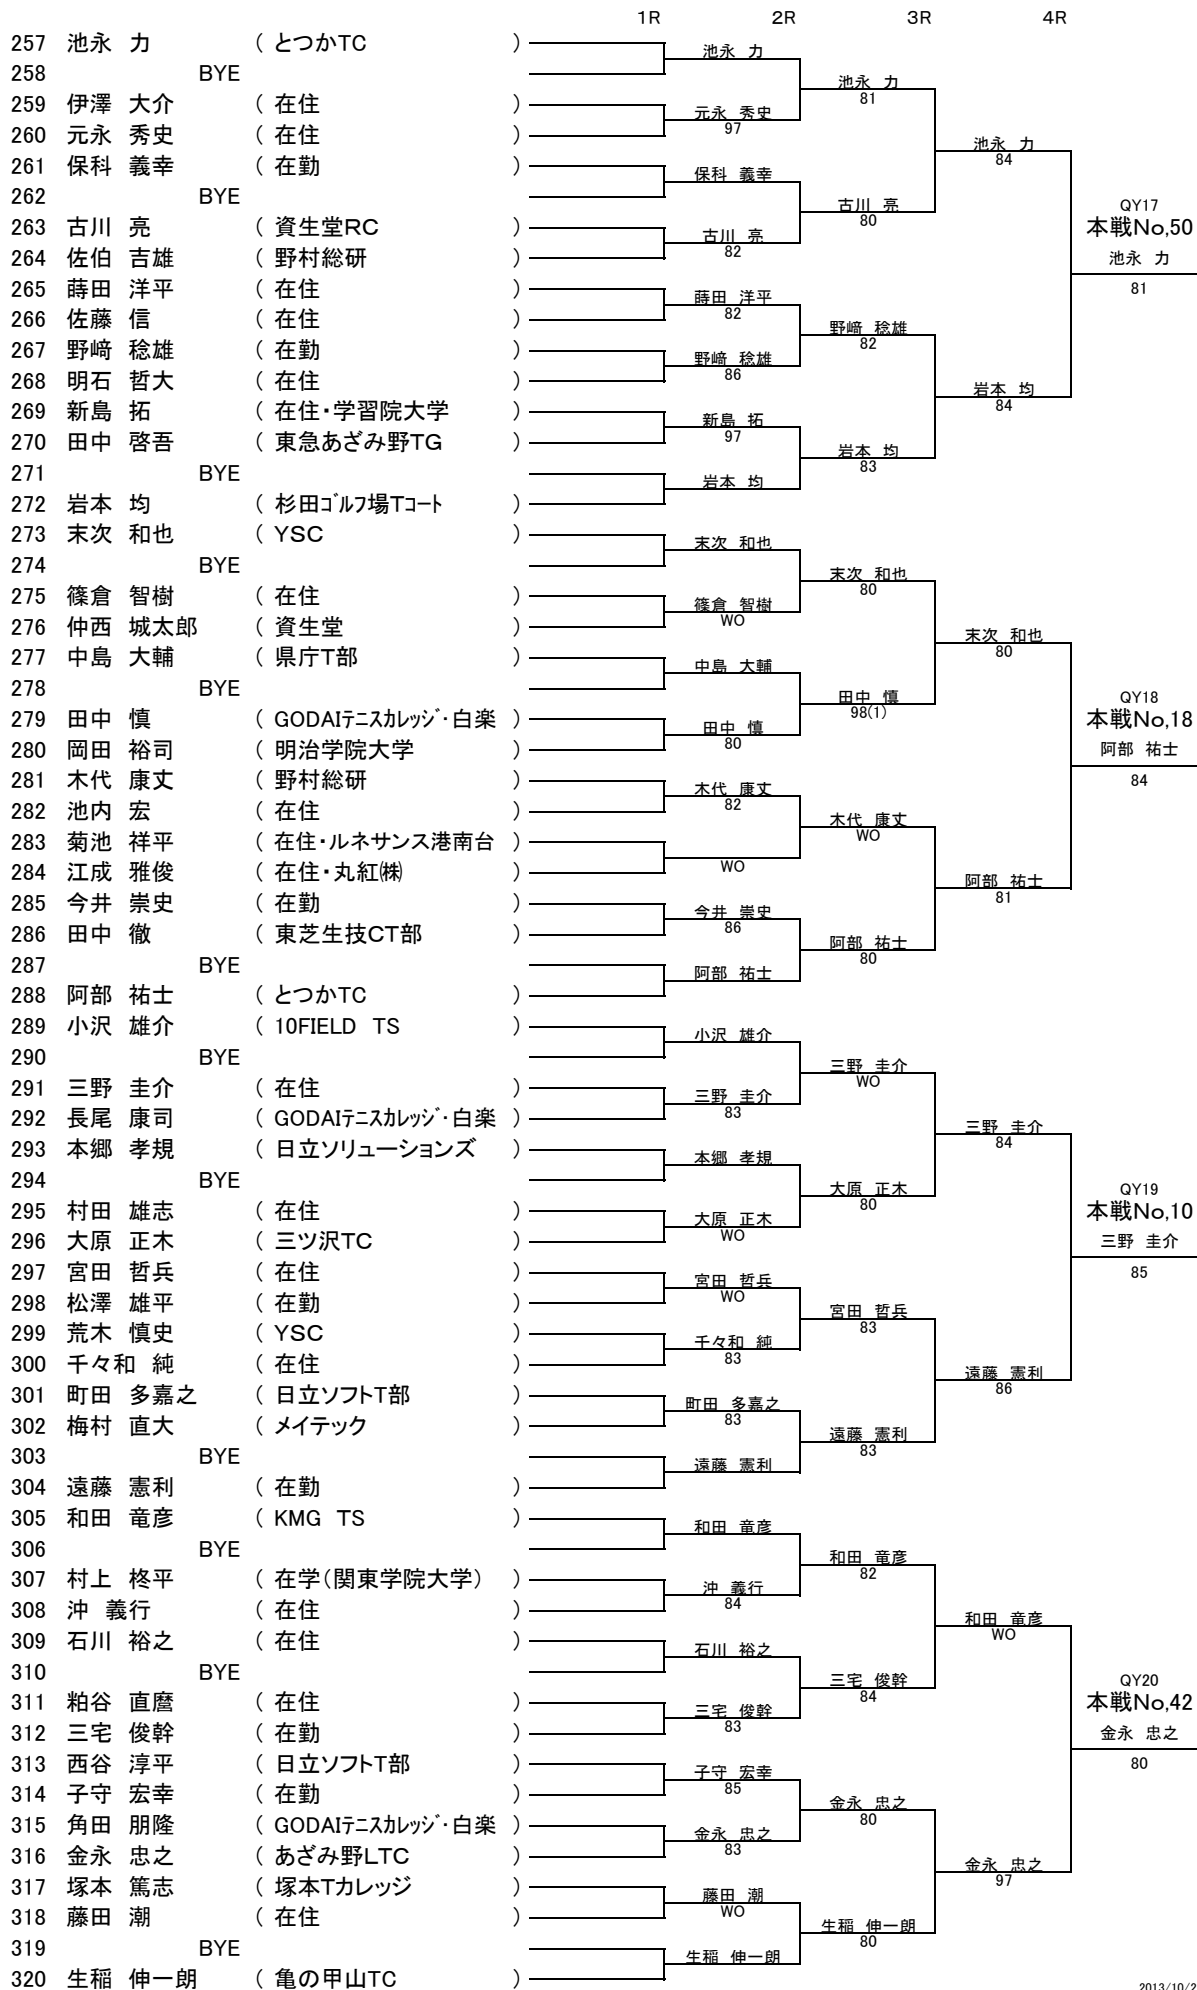 1R 2R 3R 4R
257 池永 力 ( とつかTC )
池永 力
258 BYE
池永 力
81
259 伊澤 大介 ( 在住 )
元永 秀史
97
260 元永 秀史 ( 在住 )
池永 力
84
261 保科 義幸 ( 在勤 )
保科 義幸
262 BYE
古川 亮
80
QY17
本戦No,50
263 古川 亮 ( 資生堂RC )
古川 亮
82
264 佐伯 吉雄 ( 野村総研 )
池永 力
81
265 蒔田 洋平 ( 在住 )
蒔田 洋平
82
266 佐藤 信 ( 在住 )
野﨑 稔雄
82
267 野﨑 稔雄 ( 在勤 )
野﨑 稔雄
86
268 明石 哲大 ( 在住 )
岩本 均
84
269 新島 拓 ( 在住・学習院大学 )
新島 拓
97
270 田中 啓吾 ( 東急あざみ野TG )
岩本 均
83
271 BYE
岩本 均
272 岩本 均 ( 杉田ゴルフ場Tコート )
273 末次 和也 ( YSC )
末次 和也
274 BYE
末次 和也
80
275 篠倉 智樹 ( 在住 )
篠倉 智樹
WO
276 仲西 城太郎 ( 資生堂 )
末次 和也
80
277 中島 大輔 ( 県庁T部 )
中島 大輔
278 BYE
田中 慎
98(1)
QY18
本戦No,18
279 田中 慎 ( GODAIテニスカレッジ・白楽 )
田中 慎
80
280 岡田 裕司 ( 明治学院大学 )
阿部 祐士
84
281 木代 康丈 ( 野村総研 )
木代 康丈
82
282 池内 宏 ( 在住 )
木代 康丈
WO
283 菊池 祥平 ( 在住・ルネサンス港南台 )
WO
284 江成 雅俊 ( 在住・丸紅㈱ )
阿部 祐士
81
285 今井 崇史 ( 在勤 )
今井 崇史
86
286 田中 徹 ( 東芝生技CT部 )
阿部 祐士
80
287 BYE
阿部 祐士
288 阿部 祐士 ( とつかTC )
289 小沢 雄介 ( 10FIELD TS )
小沢 雄介
290 BYE
三野 圭介
WO
291 三野 圭介 ( 在住 )
三野 圭介
83
292 長尾 康司 ( GODAIテニスカレッジ・白楽 )
三野 圭介
84
293 本郷 孝規 ( 日立ソリューションズ )
本郷 孝規
294 BYE
大原 正木
80
QY19
本戦No,10
295 村田 雄志 ( 在住 )
大原 正木
WO
296 大原 正木 ( 三ツ沢TC )
三野 圭介
85
297 宮田 哲兵 ( 在住 )
宮田 哲兵
WO
298 松澤 雄平 ( 在勤 )
宮田 哲兵
83
299 荒木 慎史 ( YSC )
千々和 純
83
300 千々和 純 ( 在住 )
遠藤 憲利
86
301 町田 多嘉之 ( 日立ソフトT部 )
町田 多嘉之
83
302 梅村 直大 ( メイテック )
遠藤 憲利
83
303 BYE
遠藤 憲利
304 遠藤 憲利 ( 在勤 )
305 和田 竜彦 ( KMG TS )
和田 竜彦
306 BYE
和田 竜彦
82
307 村上 柊平 ( 在学(関東学院大学) )
沖 義行
84
308 沖 義行 ( 在住 )
和田 竜彦
WO
309 石川 裕之 ( 在住 )
石川 裕之
310 BYE
三宅 俊幹
84
QY20
本戦No,42
311 粕谷 直麿 ( 在住 )
三宅 俊幹
83
312 三宅 俊幹 ( 在勤 )
金永 忠之
80
313 西谷 淳平 ( 日立ソフトT部 )
子守 宏幸
85
314 子守 宏幸 ( 在勤 )
金永 忠之
80
315 角田 朋隆 ( GODAIテニスカレッジ・白楽 )
金永 忠之
83
316 金永 忠之 ( あざみ野LTC )
金永 忠之
97
317 塚本 篤志 ( 塚本Tカレッジ )
藤田 潮
WO
318 藤田 潮 ( 在住 )
生稲 伸一朗
80
319 BYE
生稲 伸一朗
320 生稲 伸一朗 ( 亀の甲山TC )
2013/10/2